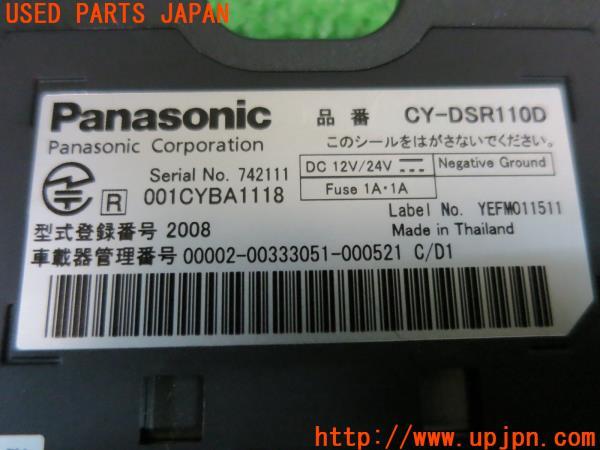 USED PARTS JAPAN
Panasonic
品 番 CY-DSR110D
Panasonic Corporation
このシールをはがさないでください。
Serial No. 742111
DC 12V/24V
Negative Ground
R 001CYBA1118
Fuse 1A・1A
Label No. YEFM011511
型式登録番号 2008
Made in Thailand
車載器管理番号 00002-00333051-000521 C/D1
http://www.upjpn.com/